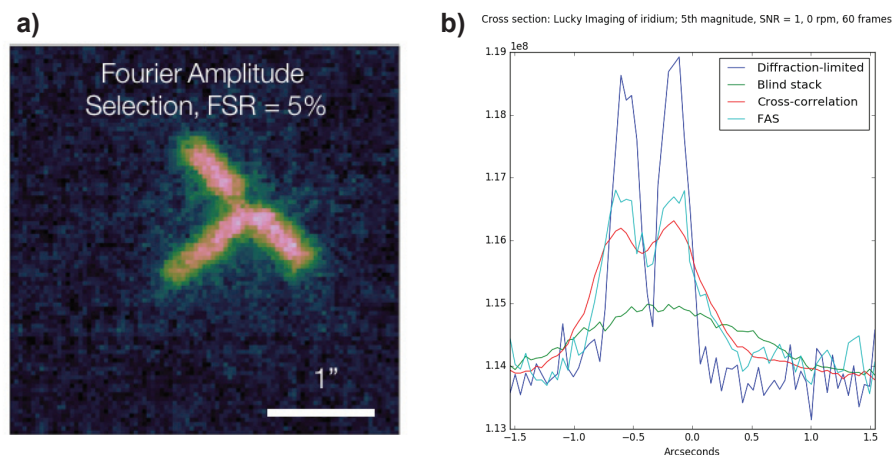 a)
Fourier Amplitude
Selection, FSR = 5%
1”
b)
Cross section: Lucky Imaging of iridium; 5th magnitude, SNR = 1, 0 rpm, 60 frames
1e8
1.19
1.18
1.17
1.16
1.15
1.14
1.13
Diffraction-limited
Blind stack
Cross-correlation
FAS
−1.5 −1.0 −0.5 0.0 0.5 1.0 1.5
Arcseconds